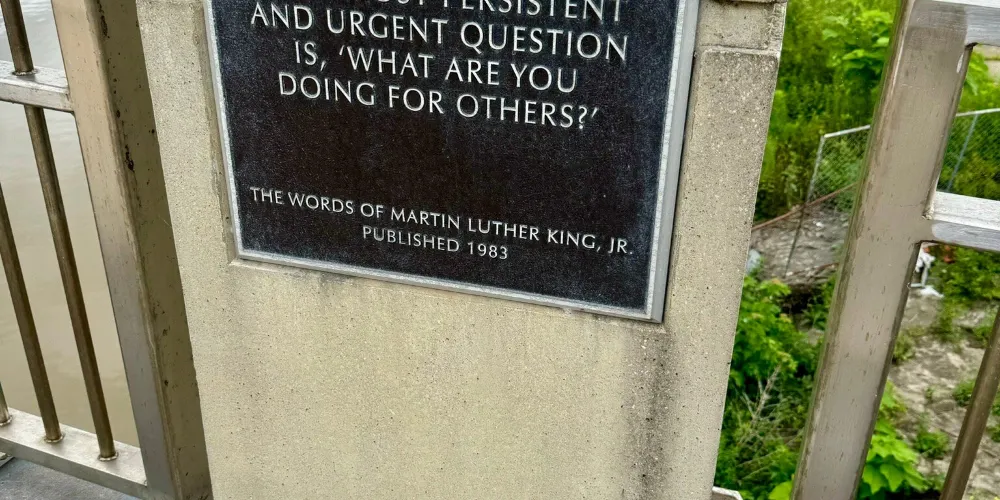 PERSISTENT
AND URGENT QUESTION
IS, ‘WHAT ARE YOU
DOING FOR OTHERS?’
THE WORDS OF MARTIN LUTHER KING, JR.
PUBLISHED 1983